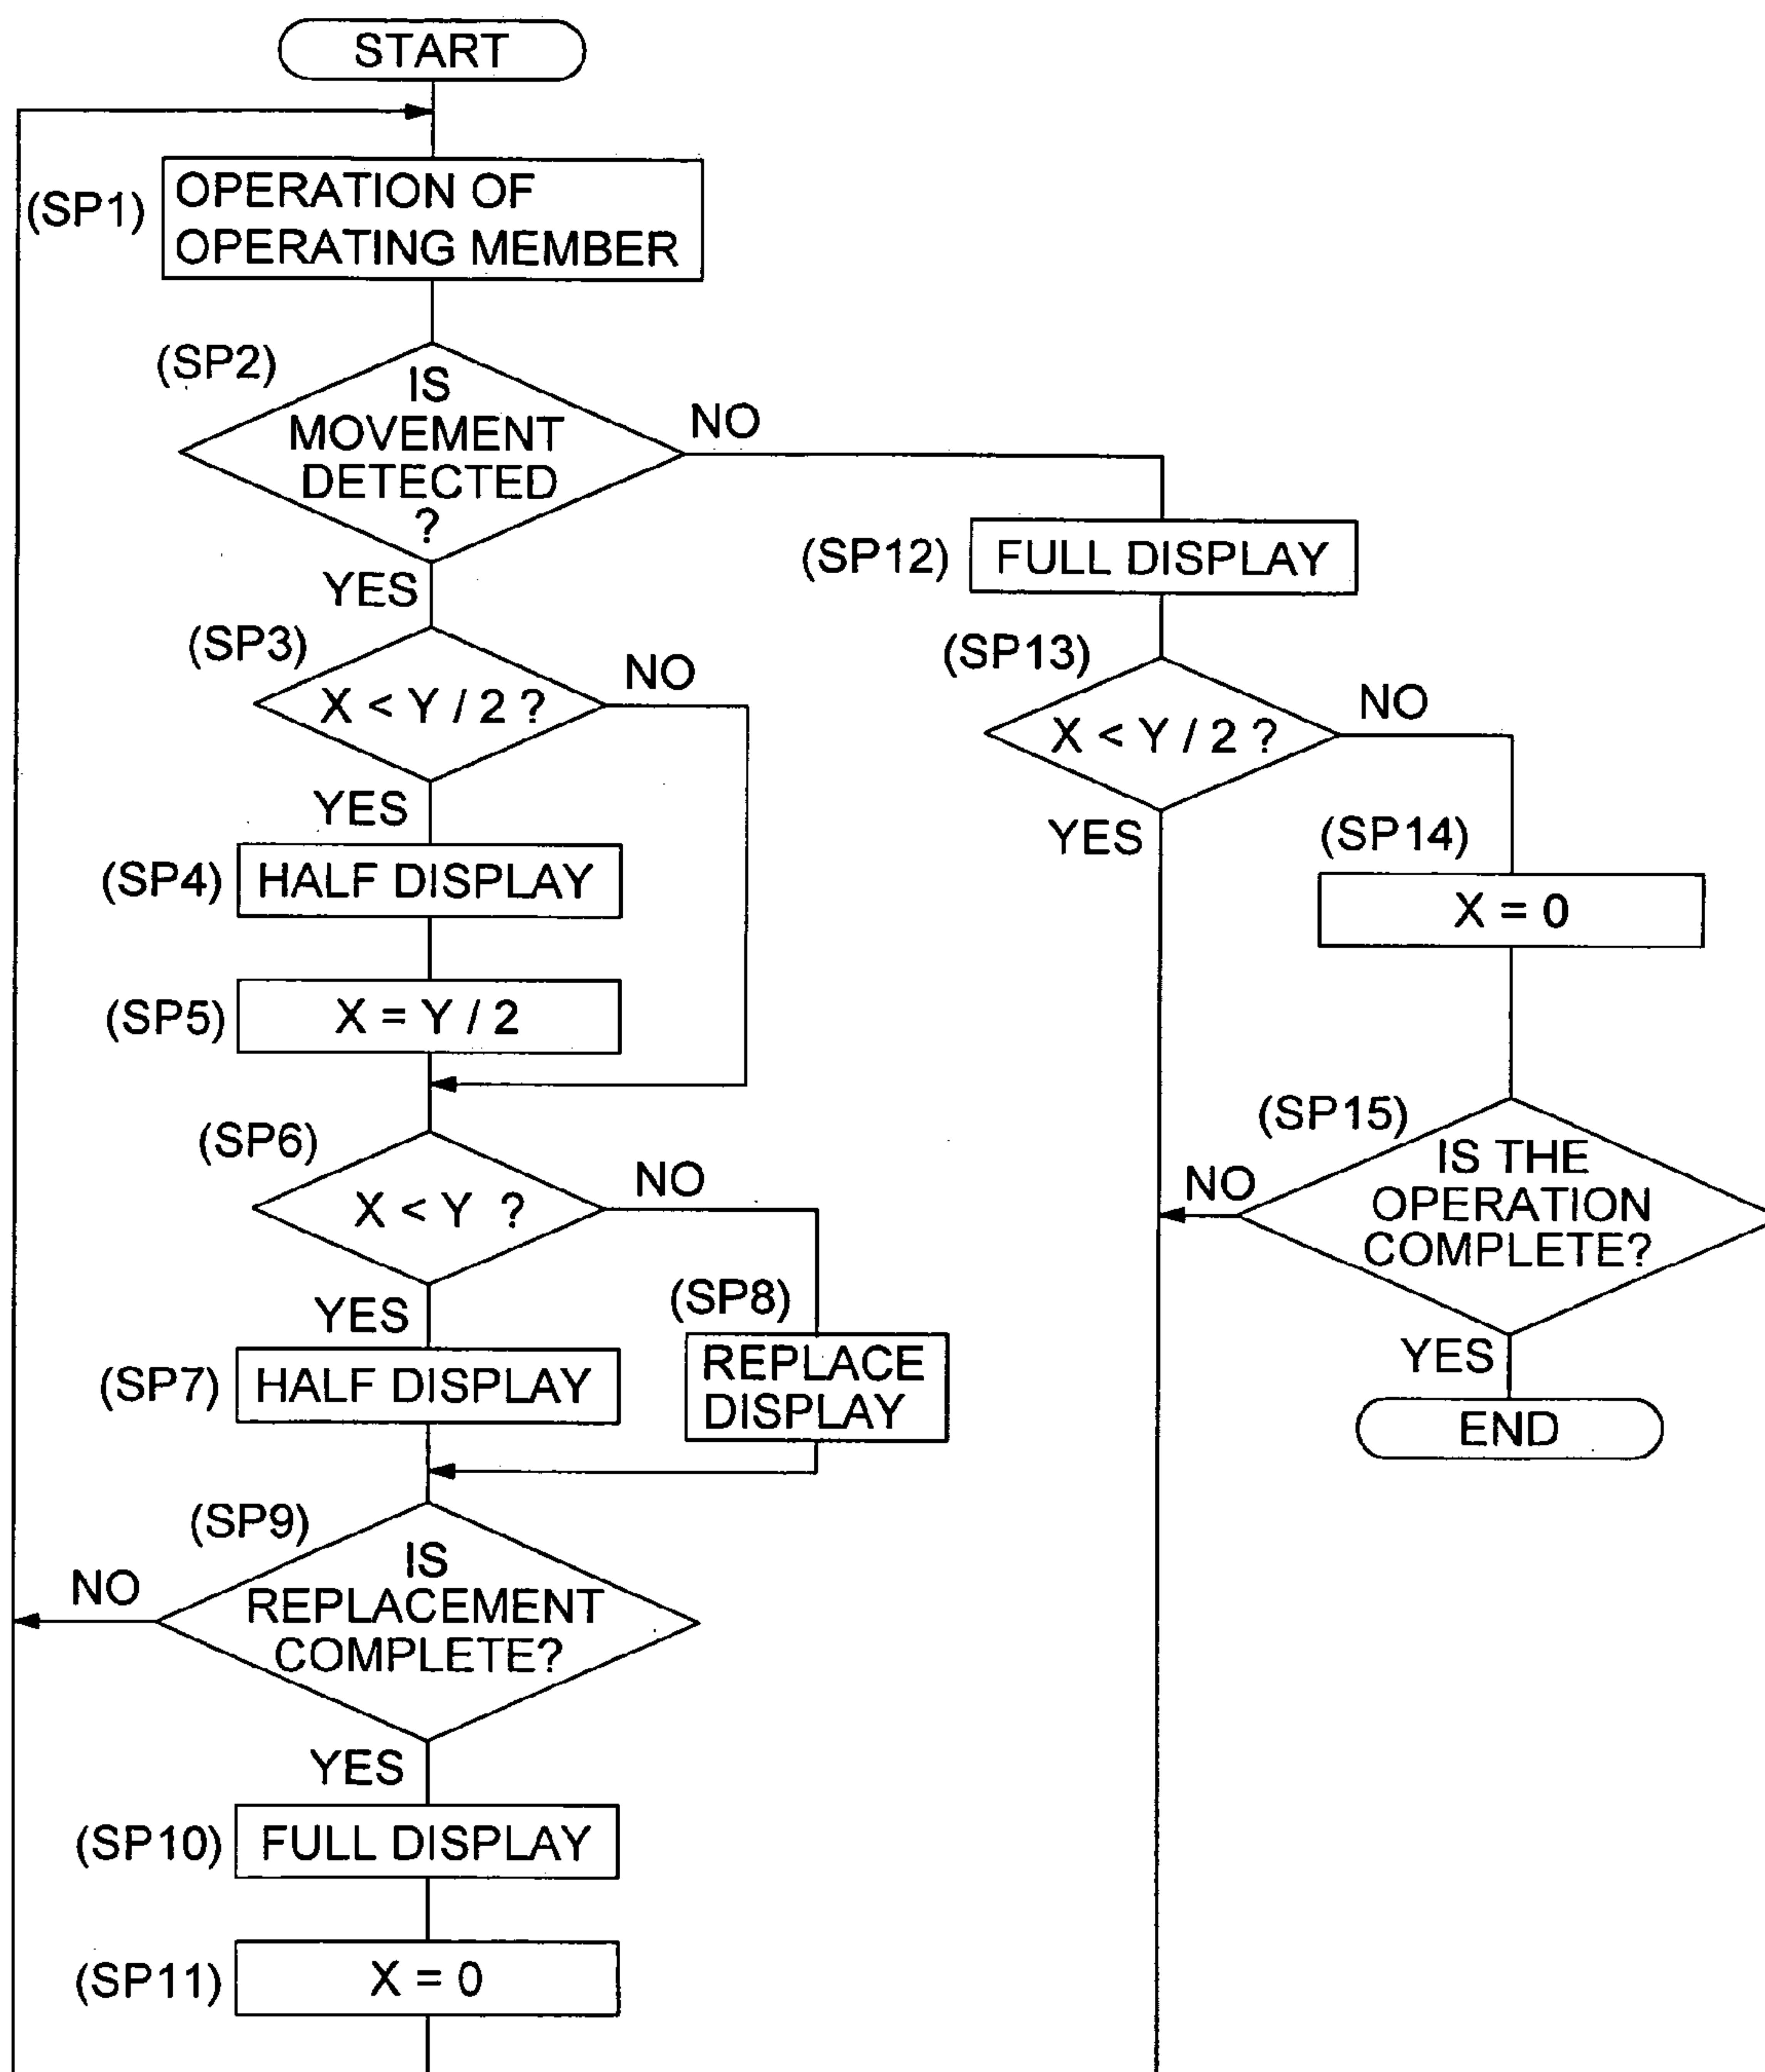 START
(SP1)
OPERATION OF
OPERATING MEMBER
(SP2)
IS
MOVEMENT
DETECTED
?
NO
YES
(SP3)
X < Y / 2 ?
NO
YES
(SP4)
HALF DISPLAY
(SP5)
X = Y / 2
(SP6)
X < Y ?
NO
YES
(SP7)
HALF DISPLAY
(SP8)
REPLACE
DISPLAY
(SP9)
IS
REPLACEMENT
COMPLETE?
NO
YES
(SP10)
FULL DISPLAY
(SP11)
X = 0
(SP12)
FULL DISPLAY
(SP13)
X < Y / 2 ?
NO
YES
(SP14)
X = 0
(SP15)
IS THE
OPERATION
COMPLETE?
NO
YES
END